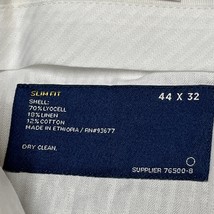 SLIM FIT
44 X 32
SHELL:
70% LYOCELL
18% LINEN
12% COTTON
MADE IN ETHIOPIA / RN#93677
DRY CLEAN.
SUPPLIER 76500-8